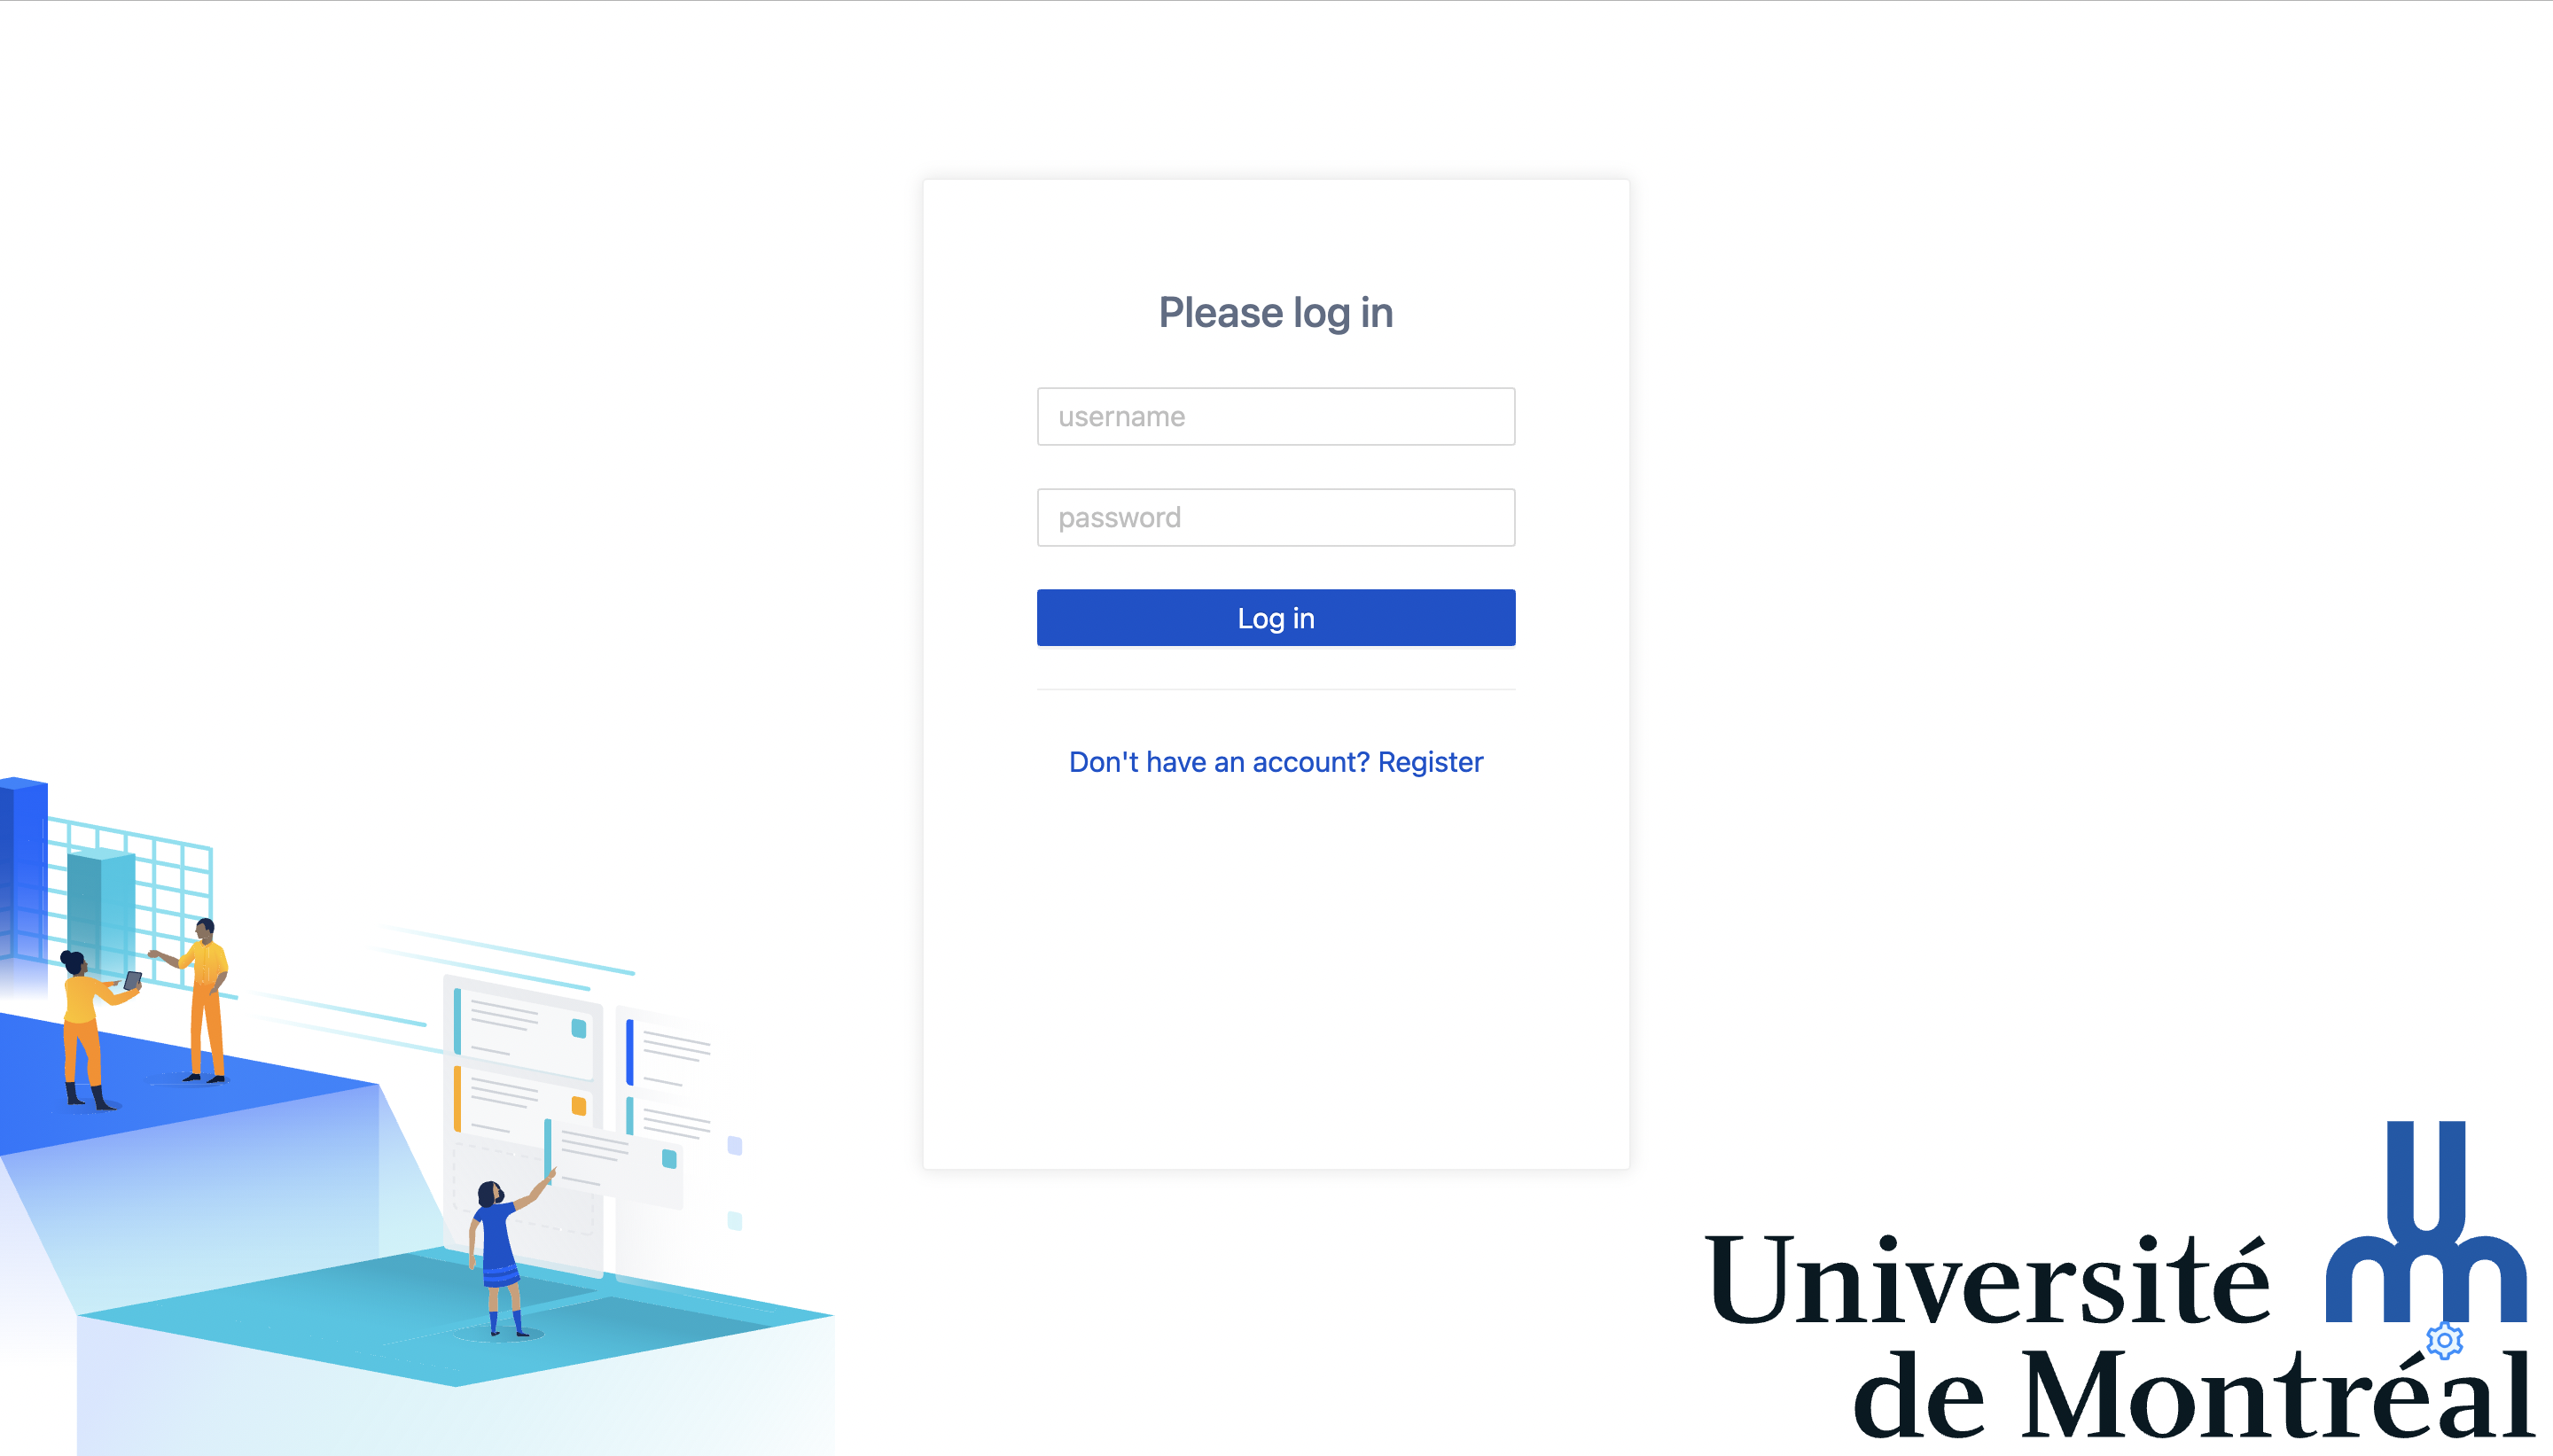 Please log in
username
password
Log in
Don't have an account? Register
Université
de Montréal